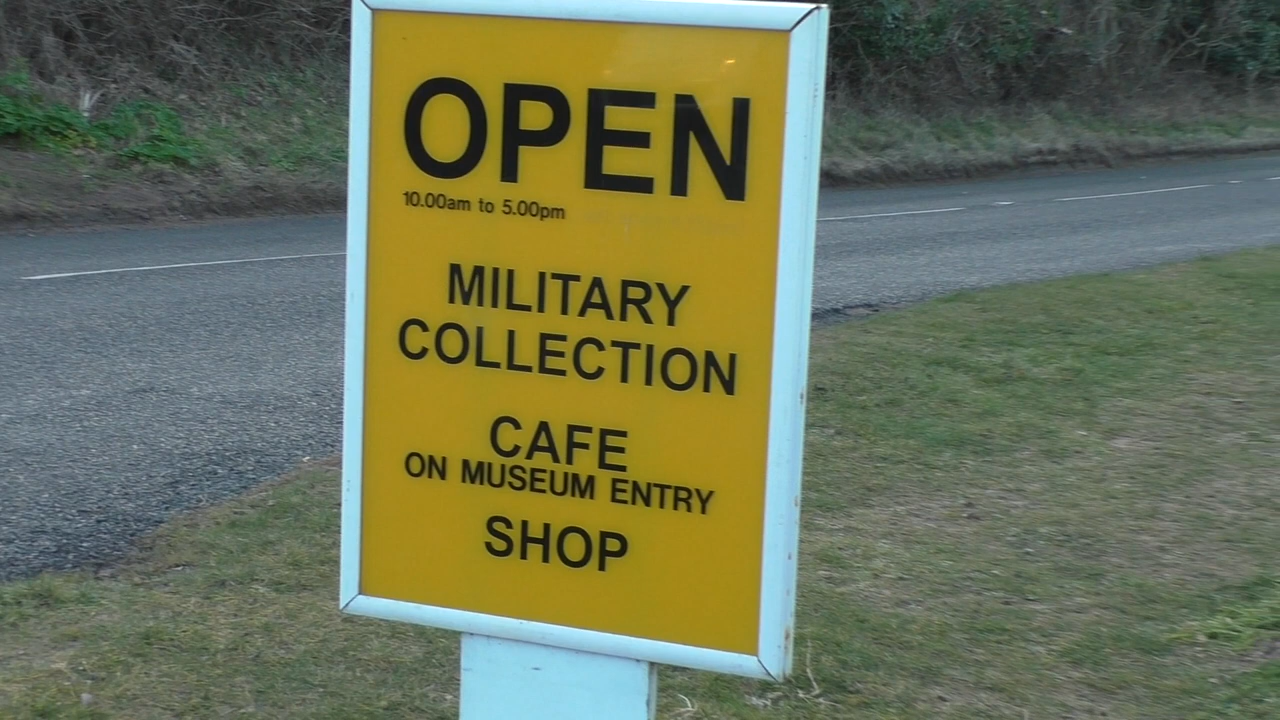 OPEN
10.00am to 5.00pm
MILITARY
COLLECTION
CAFE
ON MUSEUM ENTRY
SHOP